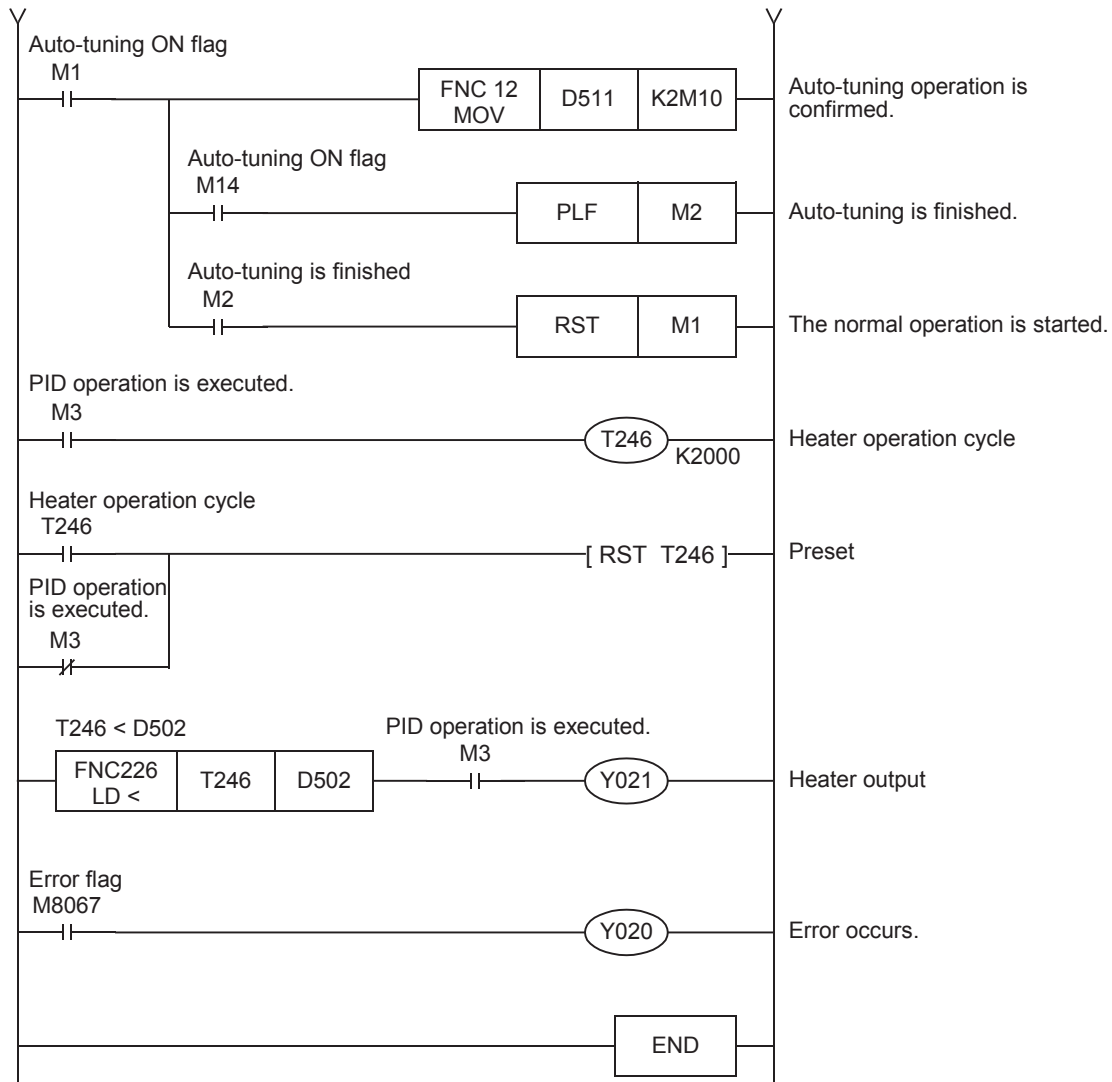 Auto-tuning ON flag
M1
FNC 12
MOV
D511
K2M10
Auto-tuning operation is
confirmed.
Auto-tuning ON flag
M14
PLF
M2
Auto-tuning is finished.
Auto-tuning is finished
M2
RST
M1
The normal operation is started.
PID operation is executed.
M3
T246
K2000
Heater operation cycle
Heater operation cycle
T246
[ RST T246 ]
Preset
PID operation
is executed.
M3
T246 < D502
FNC226
LD <
T246
D502
PID operation is executed.
M3
Y021
Heater output
Error flag
M8067
Y020
Error occurs.
END